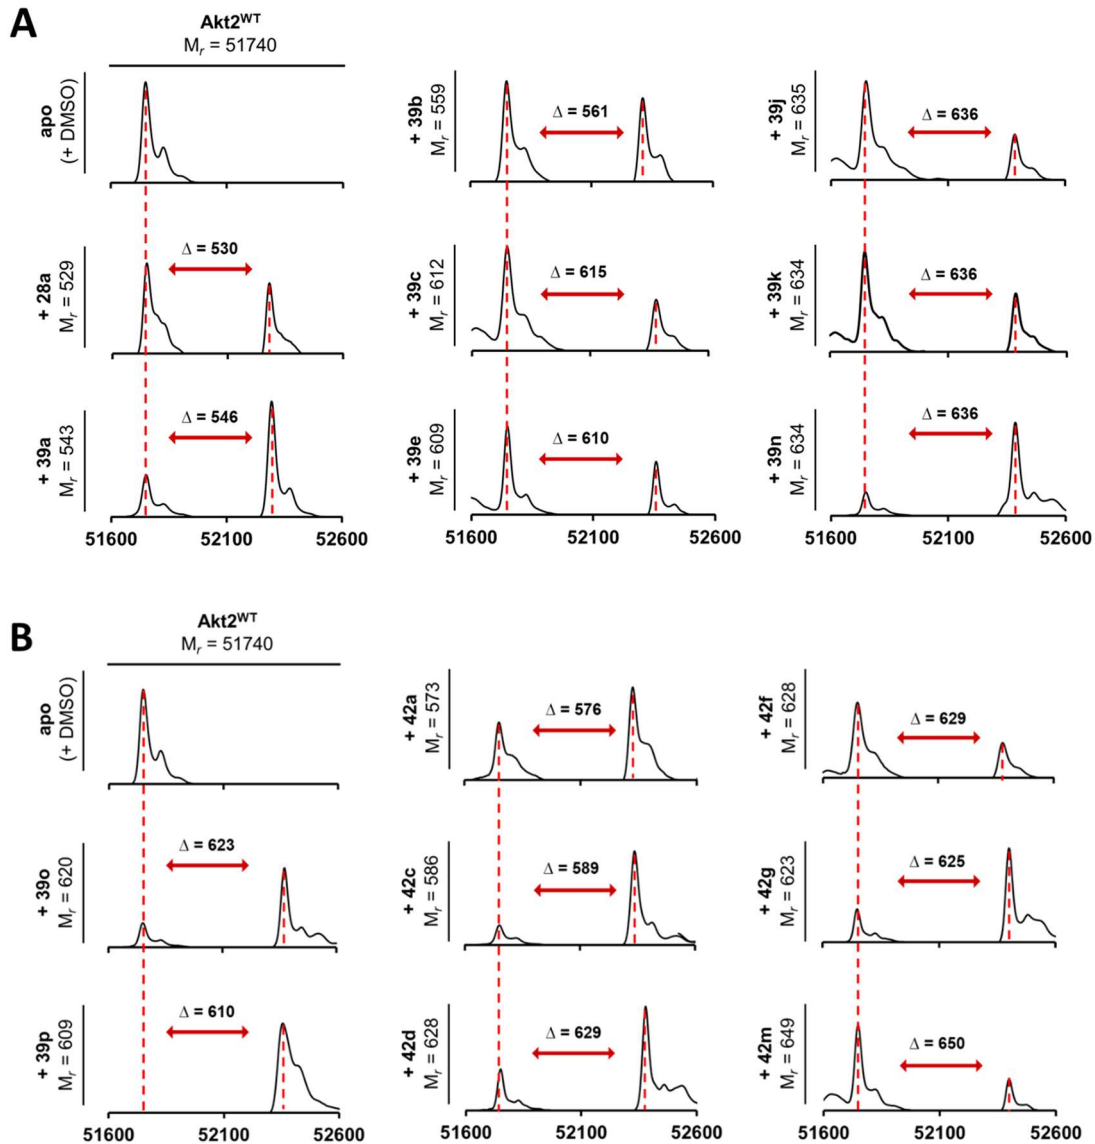 A
Akt2WT
Mr = 51740
apo
(+ DMSO)
+ 28a
Mr = 529
Δ = 530
+ 39a
Mr = 543
Δ = 546
51600 52100 52600
+ 39b
Mr = 559
Δ = 561
+ 39c
Mr = 612
Δ = 615
+ 39e
Mr = 609
Δ = 610
51600 52100 52600
+ 39j
Mr = 635
Δ = 636
+ 39k
Mr = 634
Δ = 636
+ 39n
Mr = 634
Δ = 636
51600 52100 52600
B
Akt2WT
Mr = 51740
apo
(+ DMSO)
+ 39o
Mr = 620
Δ = 623
+ 39p
Mr = 609
Δ = 610
51600 52100 52600
+ 42a
Mr = 573
Δ = 576
+ 42c
Mr = 586
Δ = 589
+ 42d
Mr = 628
Δ = 629
51600 52100 52600
+ 42f
Mr = 628
Δ = 629
+ 42g
Mr = 623
Δ = 625
+ 42m
Mr = 649
Δ = 650
51600 52100 52600